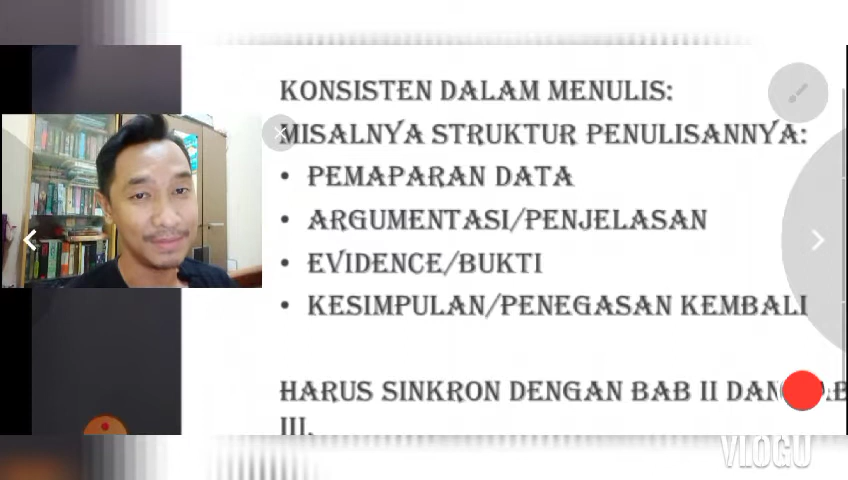 KONSISTEN DALAM MENULIS:
MISALNYA STRUKTUR PENULISANNYA:
• PEMAPARAN DATA
• ARGUMENTASI/PENJELASAN
• EVIDENCE/BUKTI
• KESIMPULAN/PENEGASAN KEMBALI
HARUS SINKRON DENGAN BAB II DAN
III.
VLOGU